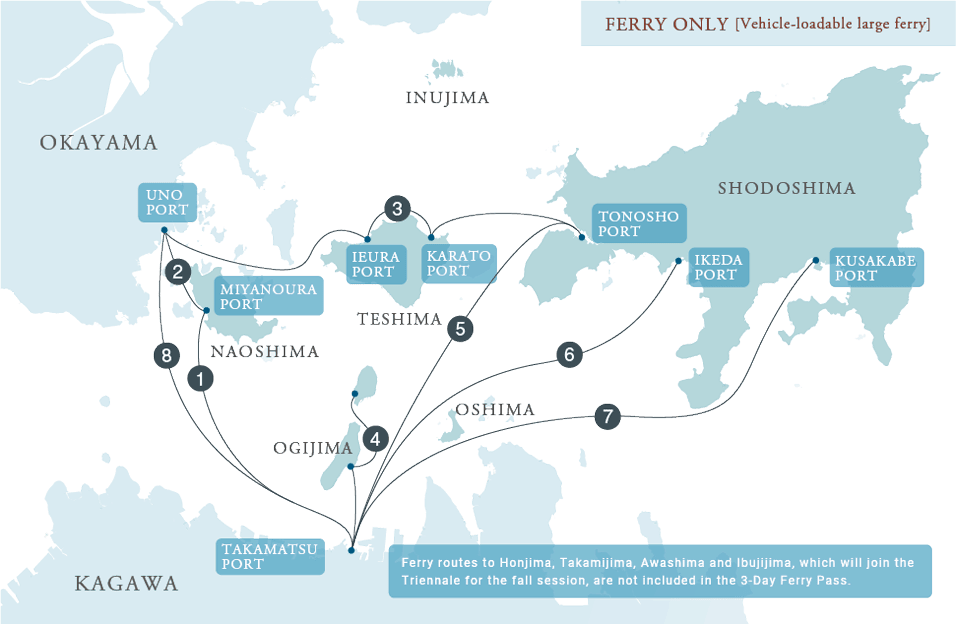 FERRY ONLY [Vehicle-loadable large ferry]
INUJIMA
OKAYAMA
SHODOSHIMA
UNO
PORT
3
TONOSHO
PORT
IEURA
PORT
KARATO
PORT
IKEDA
PORT
KUSAKABE
PORT
2
MIYANOURA
PORT
TESHIMA
5
NAOSHIMA
8
6
1
OSHIMA
7
4
OGIJIMA
TAKAMATSU
PORT
KAGAWA
Ferry routes to Honjima, Takamijima, Awashima and Ibujijima, which will join the
Triennale for the fall session, are not included in the 3-Day Ferry Pass.